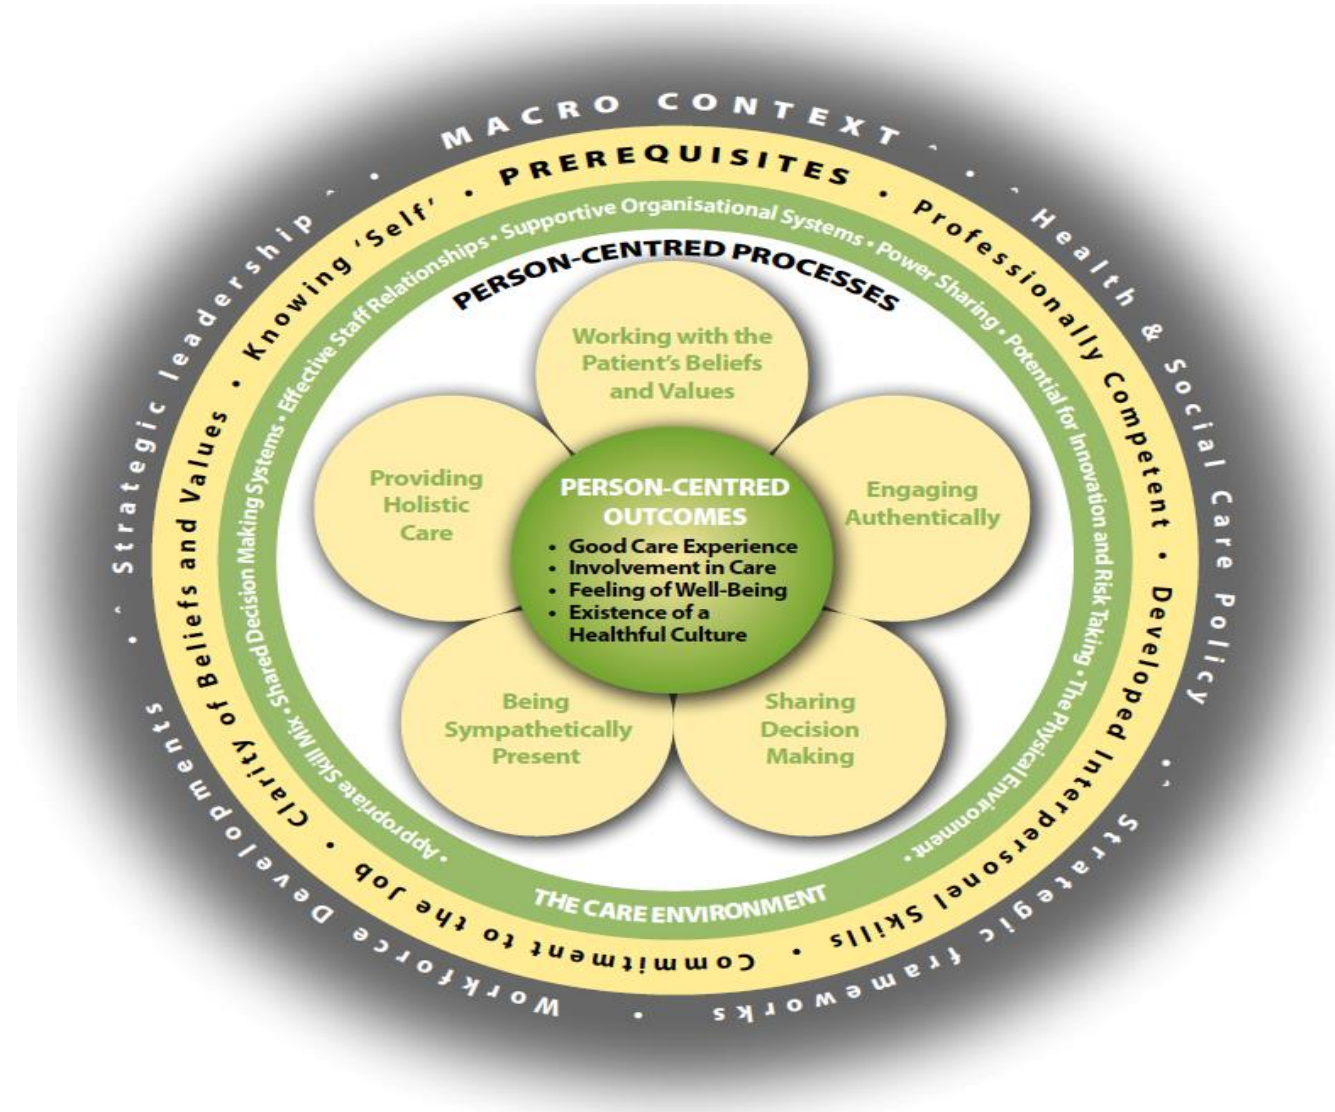 MACRO CONTEXT
• Health & Social Care Policy
• Strategic frameworks
• Workforce Developments
• Strategic leadership •
PREREQUISITES
• Professionally Competent • Developed Interpersonel Skills • Commitment to the Job • Clarity of Beliefs and Values • Knowing ‘Self’ •
THE CARE ENVIRONMENT
• Appropriate Skill Mix • Shared Decision Making Systems • Effective Staff Relationships • Supportive Organisational Systems • Power Sharing • Potential for Innovation and Risk Taking • The Physical Environment •
PERSON-CENTRED PROCESSES
Working with the
Patient’s Beliefs
and Values
Engaging
Authentically
Sharing
Decision
Making
Being
Sympathetically
Present
Providing
Holistic
Care
PERSON-CENTRED
OUTCOMES
• Good Care Experience
• Involvement in Care
• Feeling of Well-Being
• Existence of a
Healthful Culture